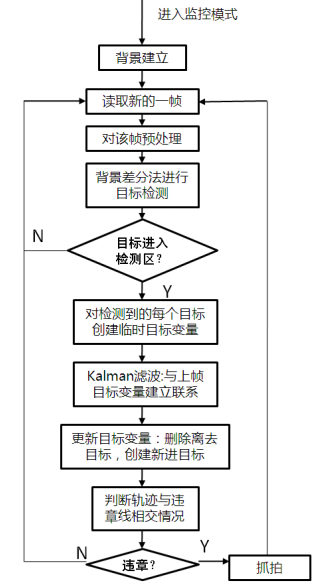 进入监控模式
背景建立
读取新的一帧
对该帧预处理
背景差分法进行
目标检测
N
目标进入
检测区？
Y
对检测到的每个目标
创建临时目标变量
Kalman滤波:与上帧
目标变量建立联系
更新目标变量：删除离去
目标，创建新进目标
判断轨迹与违
章线相交情况
N
违章？
Y
抓拍